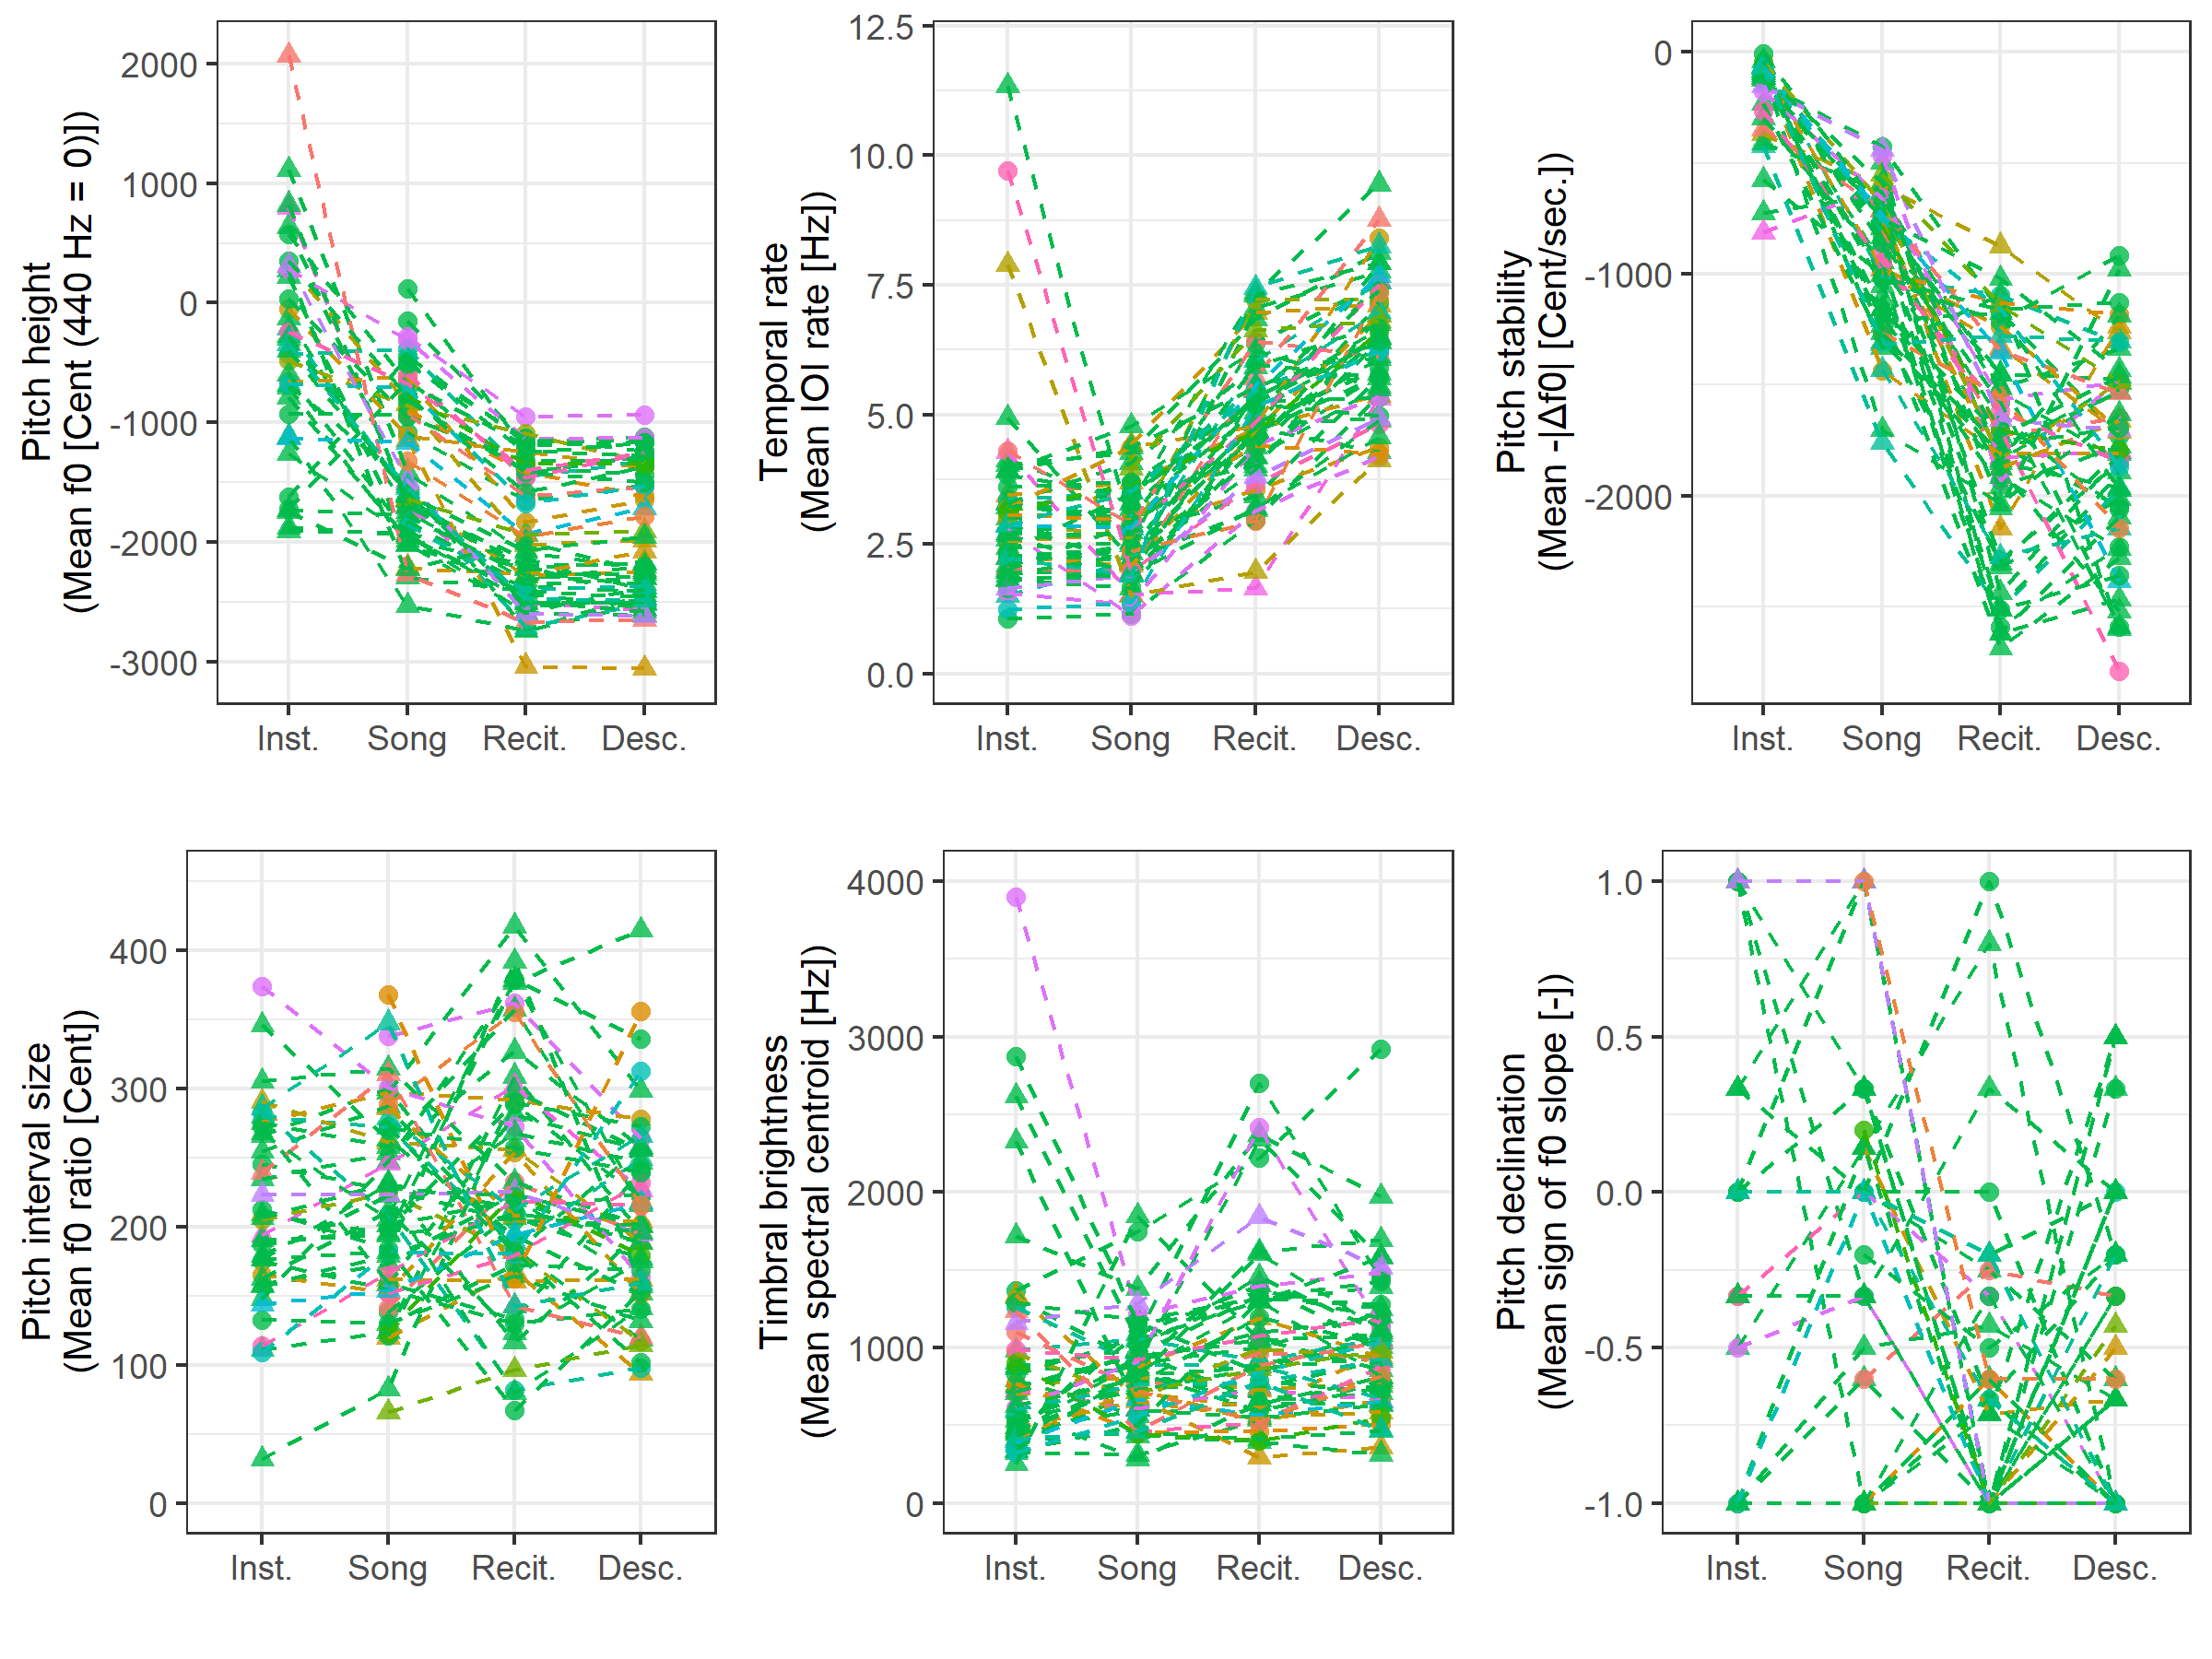 Pitch height
(Mean f0 [Cent (440 Hz = 0)])
2000
1000
0
-1000
-2000
-3000
Inst. Song Recit. Desc.
Temporal rate
(Mean IOI rate [Hz])
12.5
10.0
7.5
5.0
2.5
0.0
Inst. Song Recit. Desc.
Pitch stability
(Mean -|Δf0| [Cent/sec.])
0
-1000
-2000
Inst. Song Recit. Desc.
Pitch interval size
(Mean f0 ratio [Cent])
400
300
200
100
0
Inst. Song Recit. Desc.
Timbral brightness
(Mean spectral centroid [Hz])
4000
3000
2000
1000
0
Inst. Song Recit. Desc.
Pitch declination
(Mean sign of f0 slope [-])
1.0
0.5
0.0
-0.5
-1.0
Inst. Song Recit. Desc.